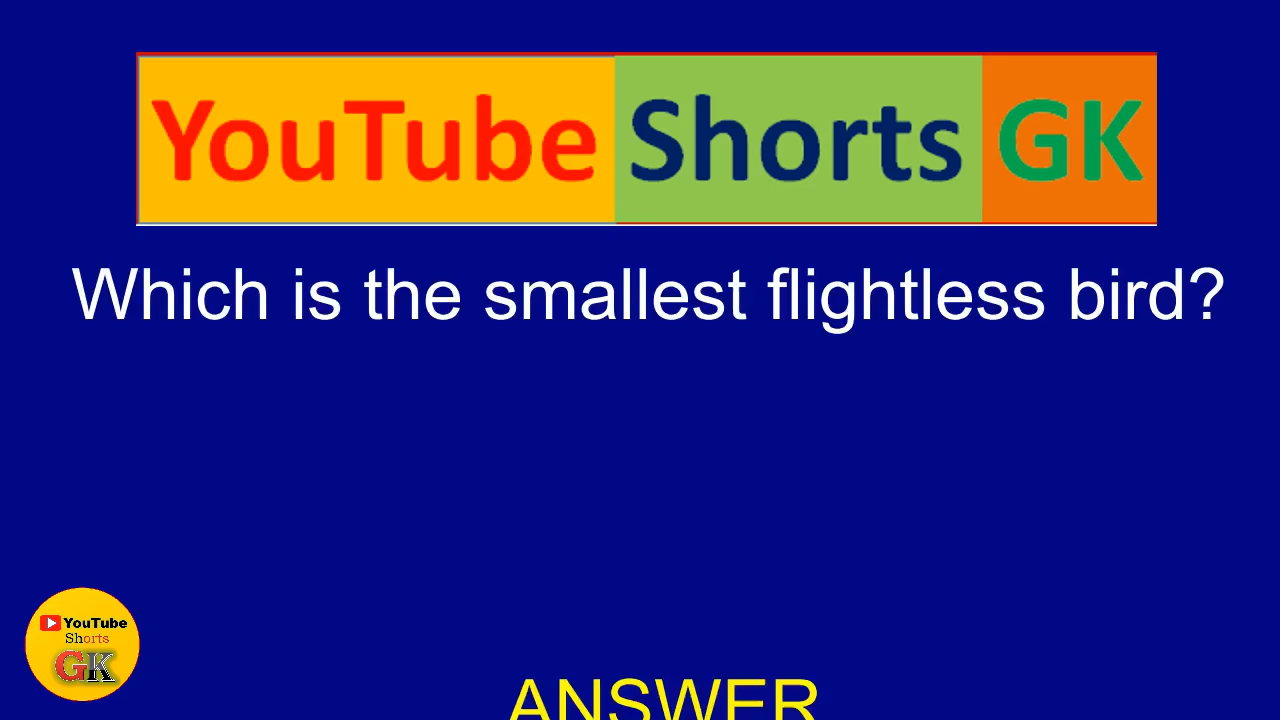 YouTube Shorts GK
Which is the smallest flightless bird?
YouTube
Shorts
GK
ANSWER